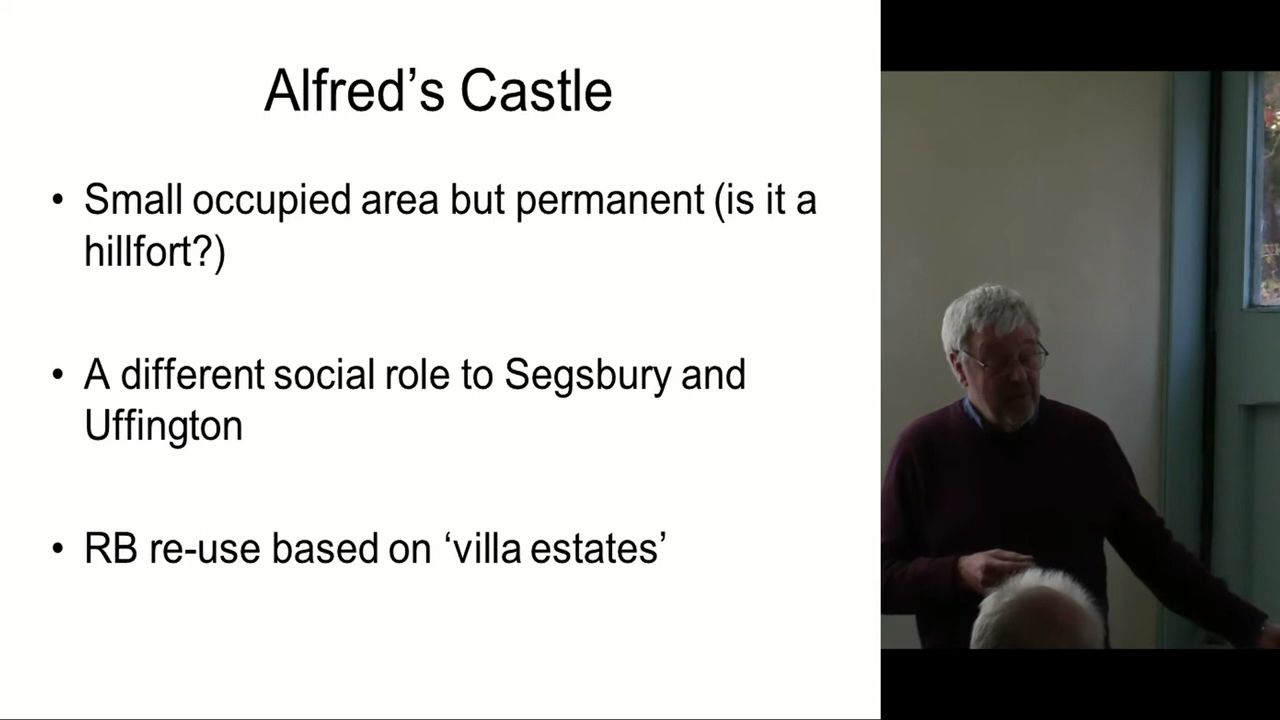 Alfred’s Castle
• Small occupied area but permanent (is it a
hillfort?)
• A different social role to Segsbury and
Uffington
• RB re-use based on ‘villa estates’